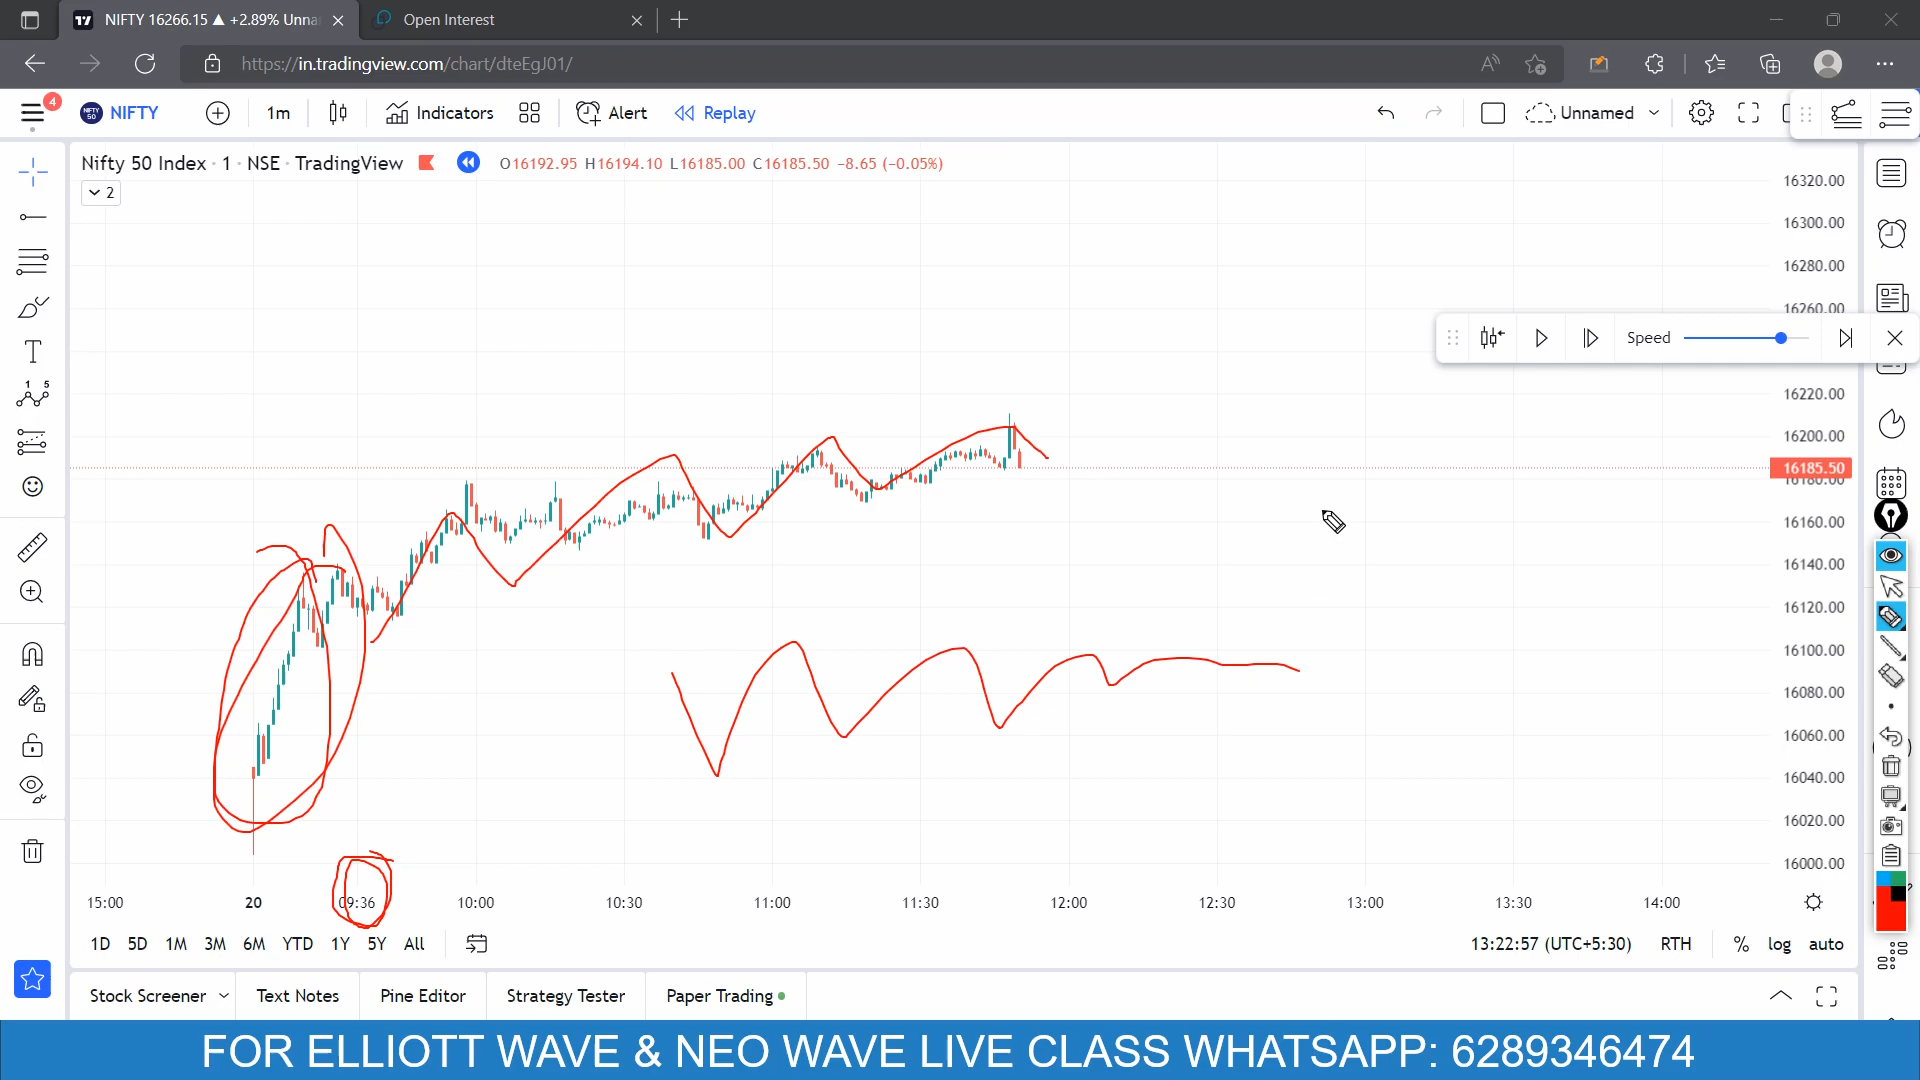 NIFTY 16266.15 ▲ +2.89% Unna
Open Interest
https://in.tradingview.com/chart/dteEgJ01/
4
NIFTY 50
NIFTY
1m
Indicators
Alert
Replay
Unnamed
Nifty 50 Index · 1 · NSE · TradingView
O16192.95 H16194.10 L16185.00 C16185.50 −8.65 (−0.05%)
2
Speed
16320.00
16300.00
16280.00
16260.00
16220.00
16200.00
16185.50
16180.00
16160.00
16140.00
16120.00
16100.00
16080.00
16060.00
16040.00
16020.00
16000.00
15:00 20 09:36 10:00 10:30 11:00 11:30 12:00 12:30 13:00 13:30 14:00
1D 5D 1M 3M 6M YTD 1Y 5Y All
13:22:57 (UTC+5:30) RTH % log auto
Stock Screener Text Notes Pine Editor Strategy Tester Paper Trading
FOR ELLIOTT WAVE & NEO WAVE LIVE CLASS WHATSAPP: 6289346474